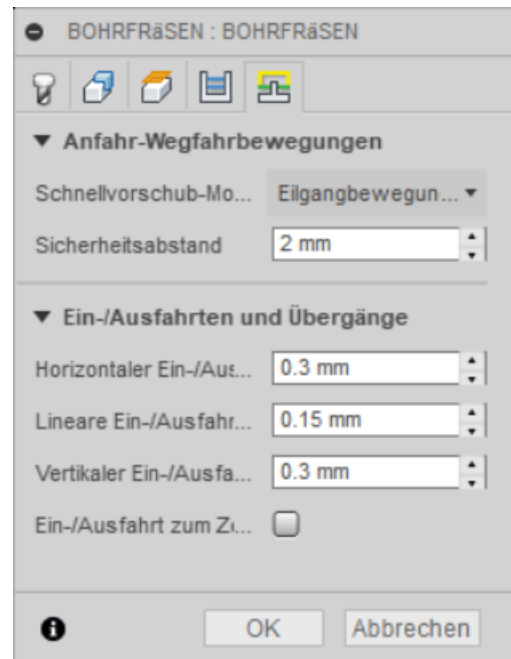 BOHRFRäSEN : BOHRFRäSEN
Anfahr-Wegfahrbewegungen
Schnellvorschub-Mo... Eilgangbewegun...
Sicherheitsabstand 2 mm
Ein-/Ausfahrten und Übergänge
Horizontaler Ein-/Aus... 0.3 mm
Lineare Ein-/Ausfahr... 0.15 mm
Vertikaler Ein-/Ausfa... 0.3 mm
Ein-/Ausfahrt zum Ze...
OK Abbrechen